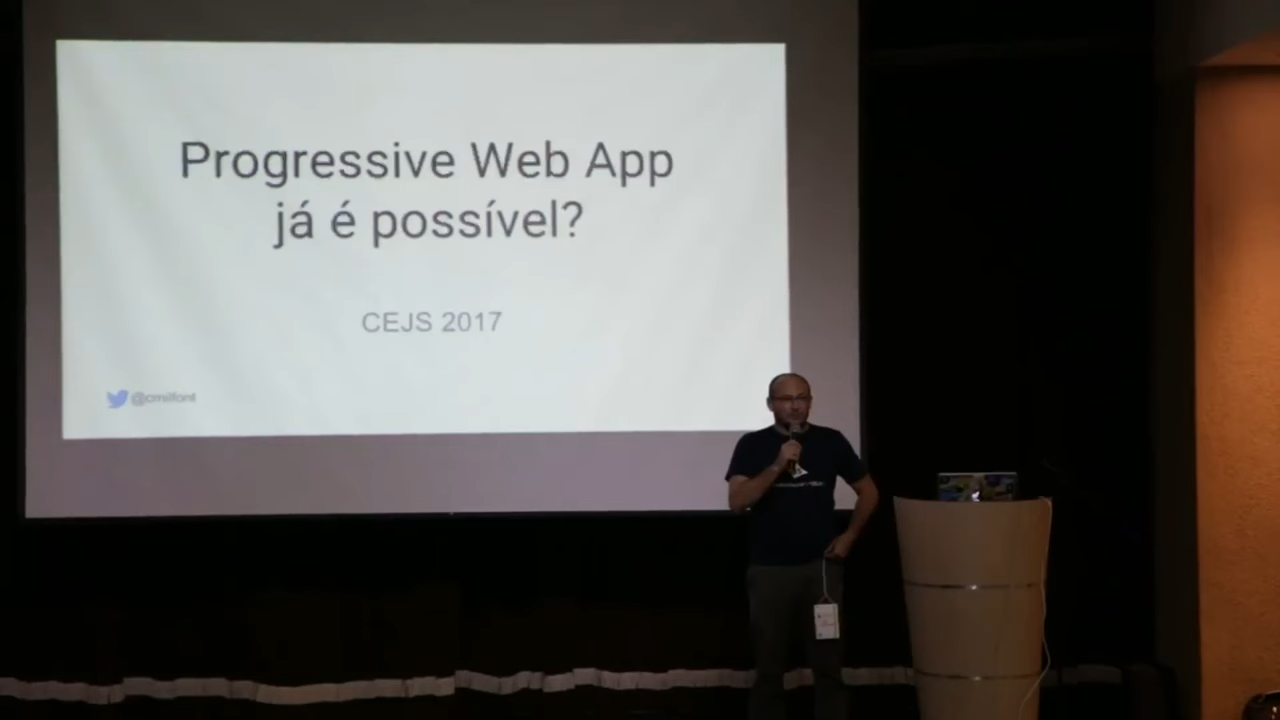 Progressive Web App
já é possível?
CEJS 2017
@cmilfont